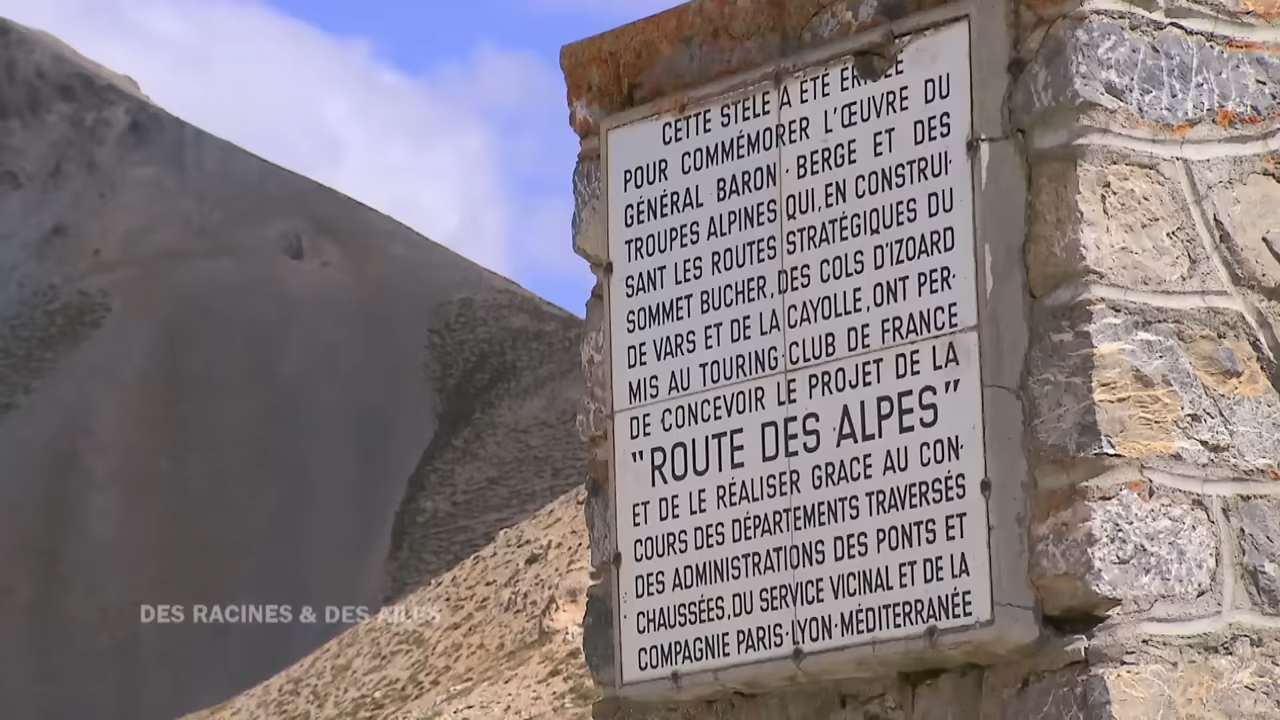 CETTE STELE A ÉTÉ ÉRIGÉE
POUR COMMÉMORER L'ŒUVRE DU
GÉNÉRAL BARON·BERGE ET DES
TROUPES ALPINES QUI, EN CONSTRUI-
SANT LES ROUTES STRATÉGIQUES DU
SOMMET BUCHER, DES COLS D'IZOARD
DE VARS ET DE LA CAYOLLE, ONT PER-
MIS AU TOURING·CLUB DE FRANCE
DE CONCEVOIR LE PROJET DE LA
"ROUTE DES ALPES"
ET DE LE RÉALISER GRACE AU CON-
COURS DES DÉPARTEMENTS TRAVERSÉS
DES ADMINISTRATIONS DES PONTS ET
CHAUSSÉES, DU SERVICE VICINAL ET DE LA
COMPAGNIE PARIS·LYON·MÉDITERRANÉE
DES RACINES & DES AILES